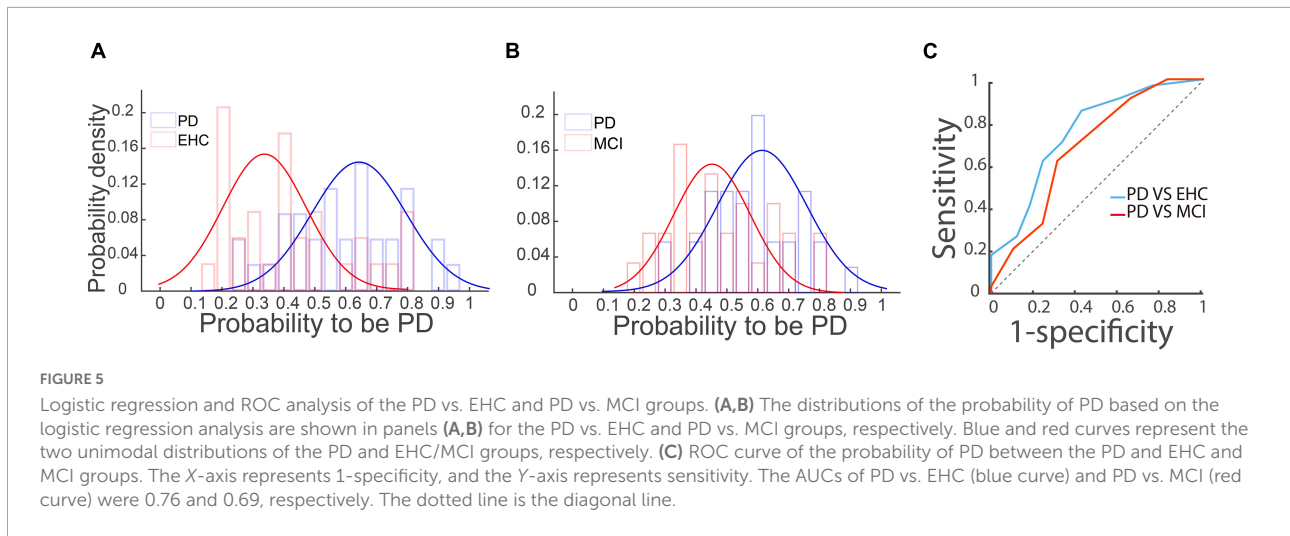 A
B
C
0.2
0.16
0.12
0.08
0.04
0
Probability density
PD
EHC
0 0.1 0.2 0.3 0.4 0.5 0.6 0.7 0.8 0.9 1
Probability to be PD
0.2
0.16
0.12
0.08
0.04
0
PD
MCI
0 0.1 0.2 0.3 0.4 0.5 0.6 0.7 0.8 0.9 1
Probability to be PD
1
0.8
0.6
0.4
0.2
0
Sensitivity
PD VS EHC
PD VS MCI
0 0.2 0.4 0.6 0.8 1
1-specificity
FIGURE 5
Logistic regression and ROC analysis of the PD vs. EHC and PD vs. MCI groups. (A,B) The distributions of the probability of PD based on the
logistic regression analysis are shown in panels (A,B) for the PD vs. EHC and PD vs. MCI groups, respectively. Blue and red curves represent the
two unimodal distributions of the PD and EHC/MCI groups, respectively. (C) ROC curve of the probability of PD between the PD and EHC and
MCI groups. The X-axis represents 1-specificity, and the Y-axis represents sensitivity. The AUCs of PD vs. EHC (blue curve) and PD vs. MCI (red
curve) were 0.76 and 0.69, respectively. The dotted line is the diagonal line.